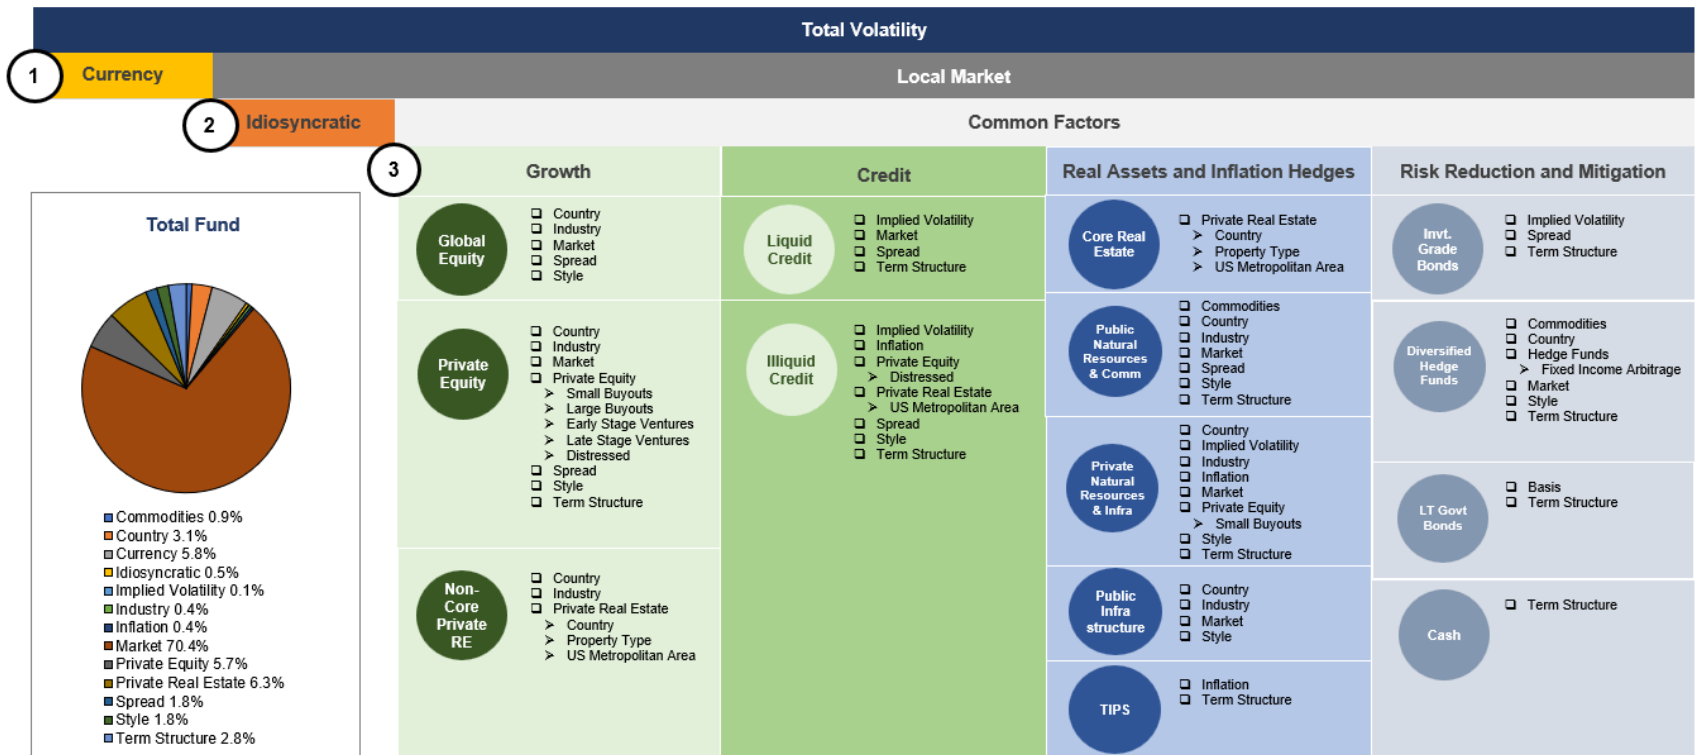 Total Volatility
1
Currency
Local Market
2
Idiosyncratic
Common Factors
3
Growth
Credit
Real Assets and Inflation Hedges
Risk Reduction and Mitigation
Total Fund
Commodities 0.9%
Country 3.1%
Currency 5.8%
Idiosyncratic 0.5%
Implied Volatility 0.1%
Industry 0.4%
Inflation 0.4%
Market 70.4%
Private Equity 5.7%
Private Real Estate 6.3%
Spread 1.8%
Style 1.8%
Term Structure 2.8%
Global
Equity
Country
Industry
Market
Spread
Style
Private
Equity
Country
Industry
Market
Private Equity
Small Buyouts
Large Buyouts
Early Stage Ventures
Late Stage Ventures
Distressed
Spread
Style
Term Structure
Non-
Core
Private
RE
Country
Industry
Private Real Estate
Country
Property Type
US Metropolitan Area
Liquid
Credit
Implied Volatility
Market
Spread
Term Structure
Illiquid
Credit
Implied Volatility
Inflation
Private Equity
Distressed
Private Real Estate
US Metropolitan Area
Spread
Style
Term Structure
Core Real
Estate
Private Real Estate
Country
Property Type
US Metropolitan Area
Public
Natural
Resources
& Comm
Commodities
Country
Industry
Market
Spread
Style
Term Structure
Private
Natural
Resources
& Infra
Country
Implied Volatility
Industry
Inflation
Market
Private Equity
Small Buyouts
Style
Term Structure
Public
Infra
structure
Country
Industry
Market
Style
TIPS
Inflation
Term Structure
Invt.
Grade
Bonds
Implied Volatility
Spread
Term Structure
Diversified
Hedge
Funds
Commodities
Country
Hedge Funds
Fixed Income Arbitrage
Market
Style
Term Structure
LT Govt
Bonds
Basis
Term Structure
Cash
Term Structure